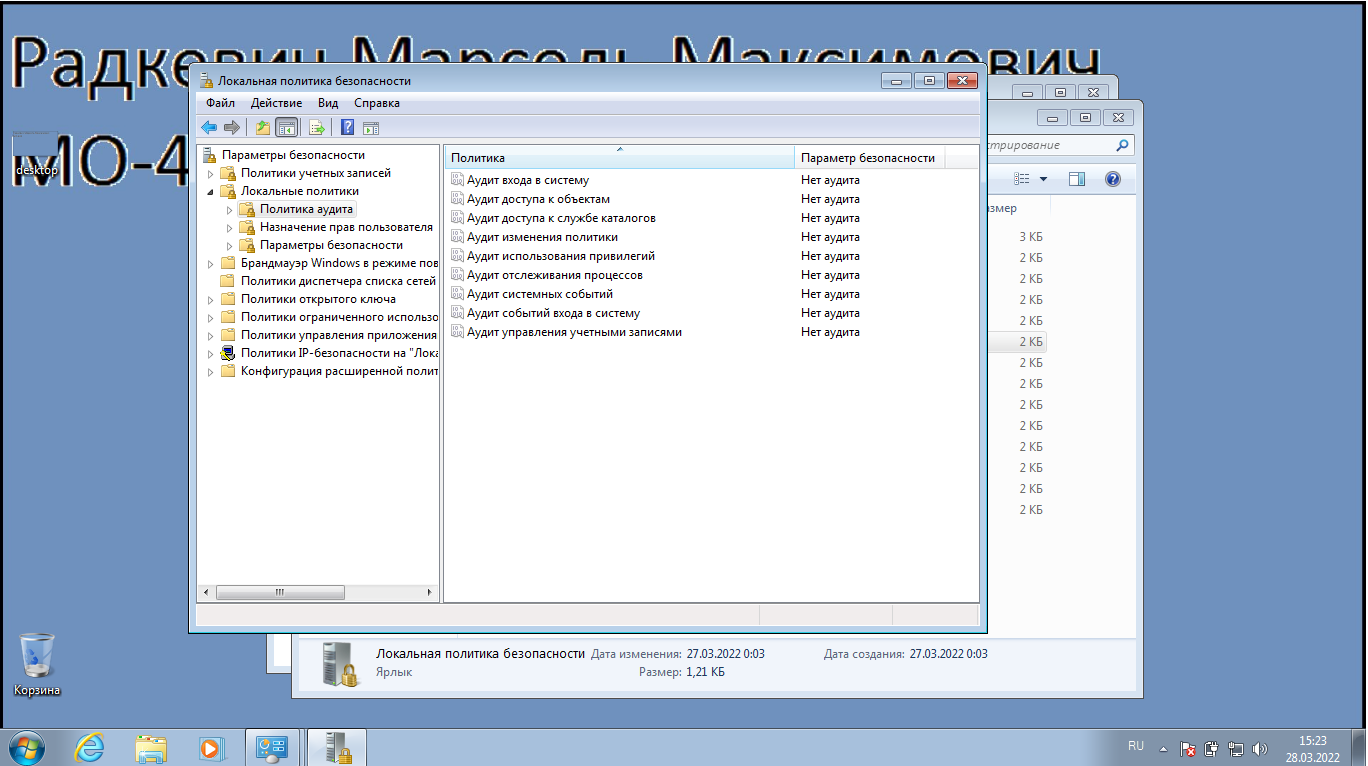 Радкевич Марсель Максимович
МО-4
desktop
Локальная политика безопасности
Файл Действие Вид Справка
Параметры безопасности
Политики учетных записей
Локальные политики
Политика аудита
Назначение прав пользователя
Параметры безопасности
Брандмауэр Windows в режиме пов
Политики диспетчера списка сетей
Политики открытого ключа
Политики ограниченного использо
Политики управления приложения
Политики IP-безопасности на "Лока
Конфигурация расширенной полит
Политика Параметр безопасности
Аудит входа в систему Нет аудита
Аудит доступа к объектам Нет аудита
Аудит доступа к службе каталогов Нет аудита
Аудит изменения политики Нет аудита
Аудит использования привилегий Нет аудита
Аудит отслеживания процессов Нет аудита
Аудит системных событий Нет аудита
Аудит событий входа в систему Нет аудита
Аудит управления учетными записями Нет аудита
стрирование
змер
3 КБ
2 КБ
2 КБ
2 КБ
2 КБ
2 КБ
2 КБ
2 КБ
2 КБ
2 КБ
2 КБ
2 КБ
2 КБ
2 КБ
Локальная политика безопасности Дата изменения: 27.03.2022 0:03 Дата создания: 27.03.2022 0:03
Ярлык Размер: 1,21 КБ
Корзина
RU
15:23
28.03.2022